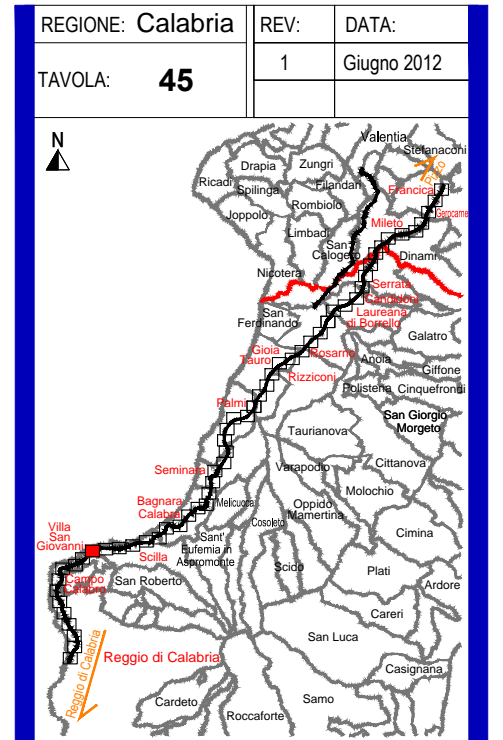 REGIONE: Calabria
REV:
DATA:
TAVOLA: 45
1
Giugno 2012
N
Valentia
Stefanaconi
Pizzo
Drapia
Zungri
Filandari
Francica
Ricadi
Spilinga
Rombiolo
Gerocarne
Joppolo
Mileto
Limbadi
San
Calogero
Dinami
Nicotera
Serrata
Candidoni
San
Ferdinando
Laureana
di Borrello
Galatro
Gioia
Tauro
Rosarno
Anoia
Giffone
Rizziconi
Polistena
Cinquefrondi
Palmi
San Giorgio
Morgeto
Taurianova
Seminara
Varapodio
Cittanova
Molochio
Bagnara
Calabra
Melicuccà
Oppido
Mamertina
Cosoleto
Cimina
Villa
San
Giovanni
Sant'
Eufemia in
Aspromonte
Scilla
Scido
Plati
Campo
Calabro
San Roberto
Ardore
Careri
San Luca
Reggio di Calabria
Reggio di Calabria
Casignana
Cardeto
Samo
Roccaforte